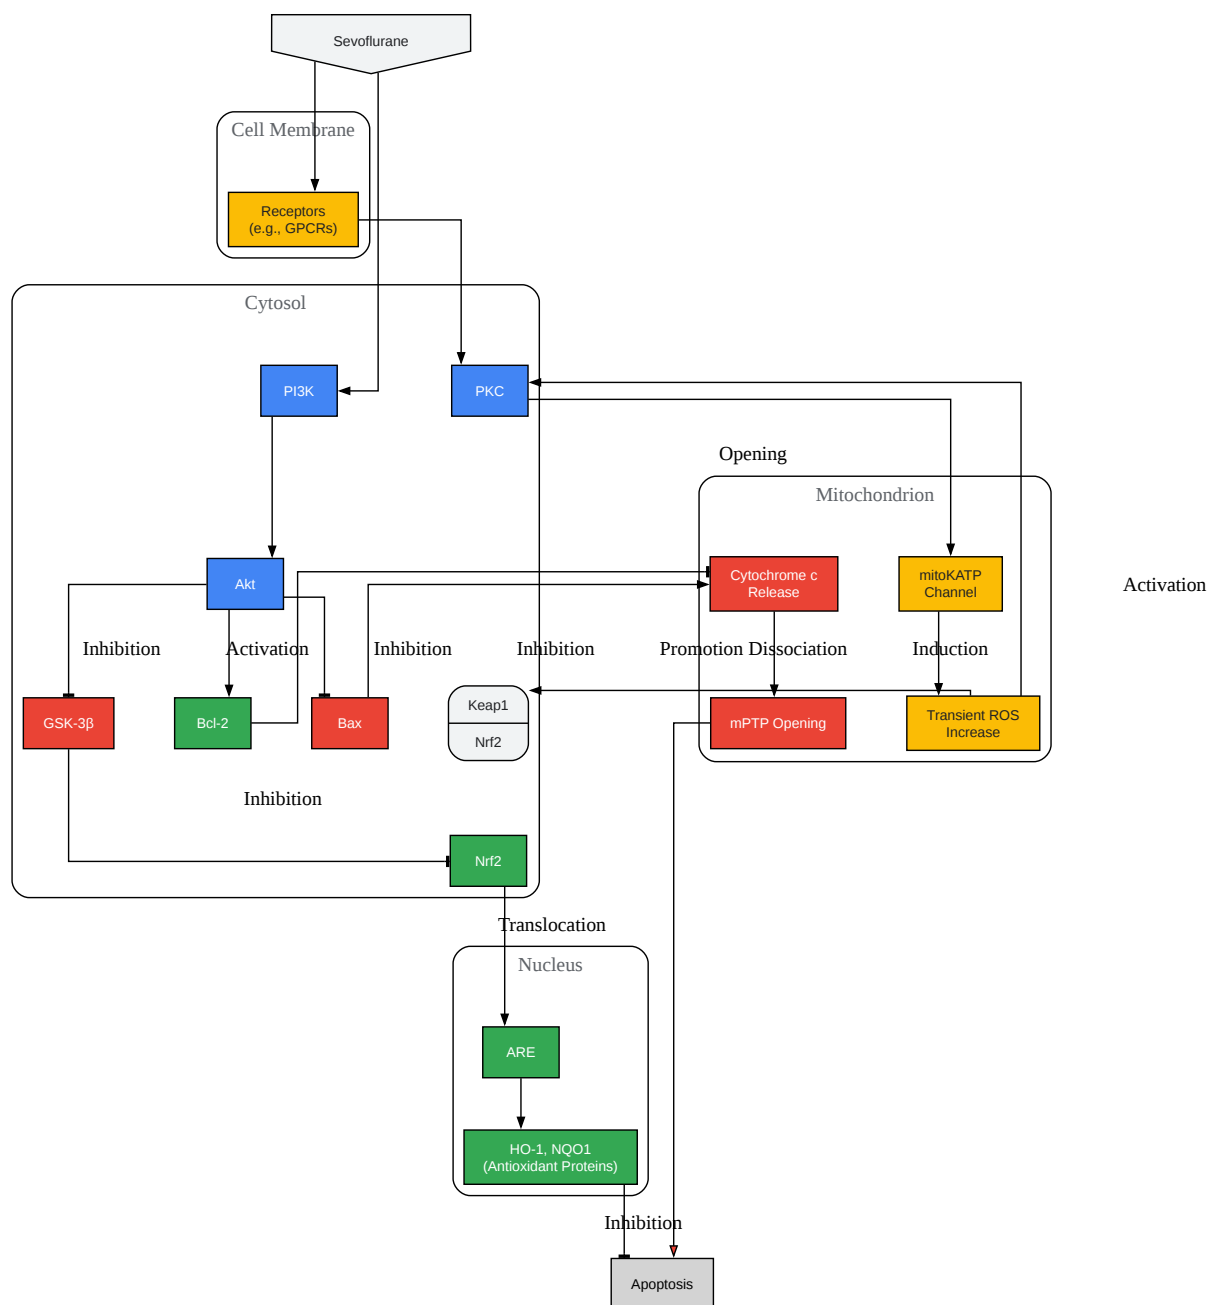 Sevoflurane
Cell Membrane
Receptors
(e.g., GPCRs)
Cytosol
PI3K
PKC
Opening
Mitochondrion
Akt
Cytochrome c
Release
mitoKATP
Channel
Activation
Inhibition
Activation
Inhibition
Inhibition
Promotion
Dissociation
Induction
GSK-3β
Bcl-2
Bax
Keap1
Nrf2
mPTP Opening
Transient ROS
Increase
Inhibition
Nrf2
Translocation
Nucleus
ARE
HO-1, NQO1
(Antioxidant Proteins)
Inhibition
Apoptosis